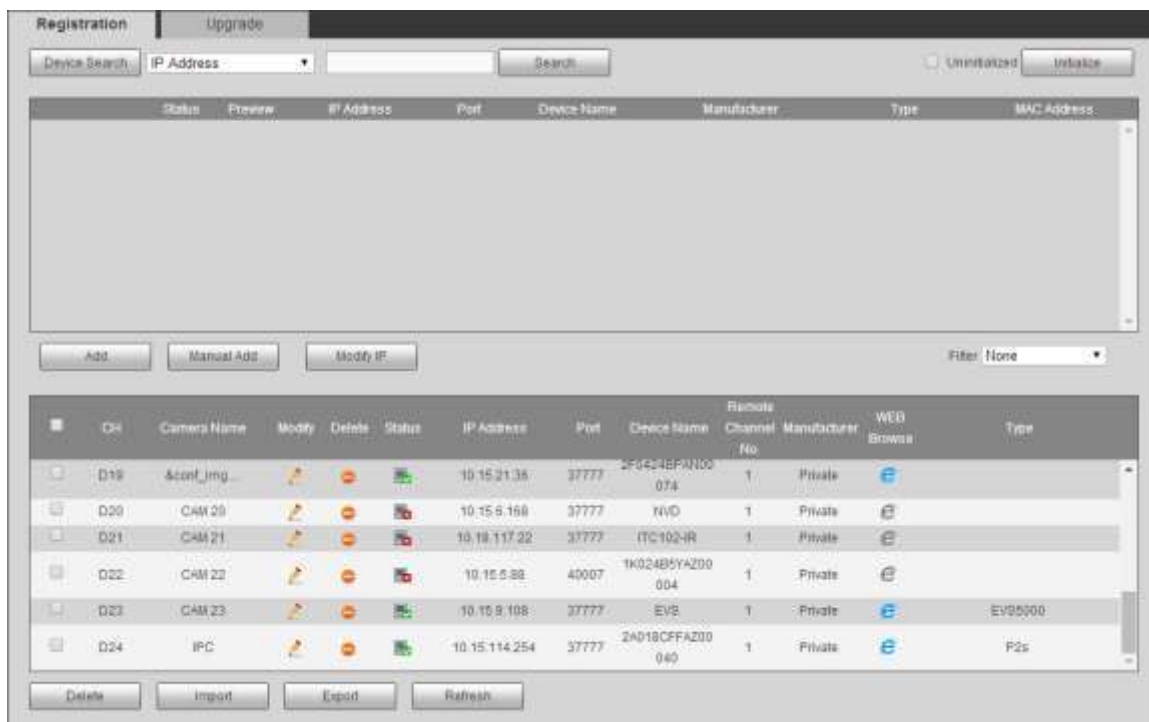 Registration Upgrade
Device Search IP Address Search Uninitialized Initialize
Status Preview IP Address Port Device Name Manufacturer Type MAC Address
Add Manual Add Modify IP Filter None
CH Camera Name Modify Delete Status IP Address Port Device Name Remote Channel No. Manufacturer WEB Browse Type
D19 &conf_img... 10.15.21.35 37777 074 1 Private
D20 CAM 20 10.15.6.168 37777 NVD 1 Private
D21 CAM 21 10.18.117.22 37777 ITC102-IR 1 Private
D22 CAM 22 10.15.5.88 40007 1K024B5YAZ00004 1 Private
D23 CAM 23 10.15.9.108 37777 EVS 1 Private EVS5000
D24 IPC 10.15.114.254 37777 2A018CFFAZ00040 1 Private P2s
Delete Import Export Refresh